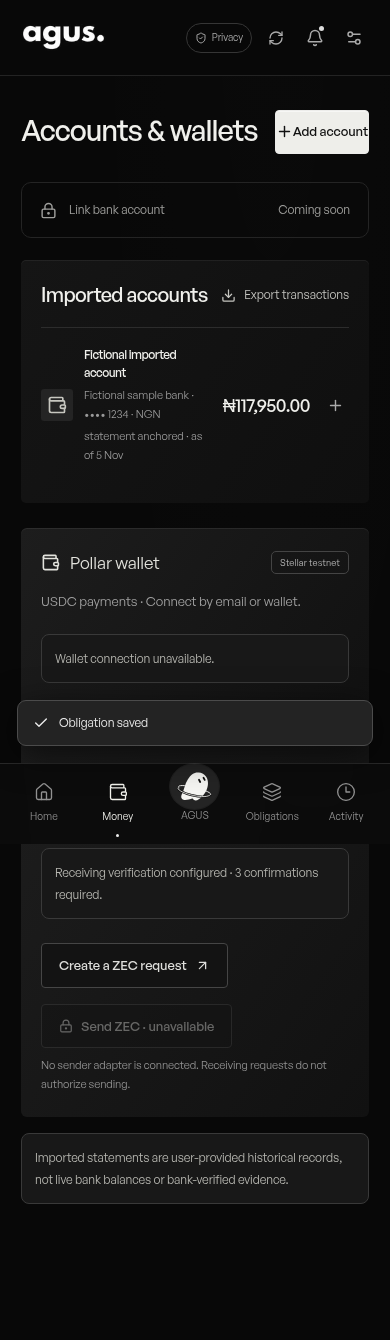 agus.
Privacy
Accounts & wallets
Add account
Link bank account
Coming soon
Imported accounts
Export transactions
Fictional imported
account
Fictional sample bank ·
•••• 1234 · NGN
statement anchored · as
of 5 Nov
₦117,950.00
Pollar wallet
Stellar testnet
USDC payments · Connect by email or wallet.
Wallet connection unavailable.
Obligation saved
Home
Money
AGUS
Obligations
Activity
Receiving verification configured · 3 confirmations
required.
Create a ZEC request
Send ZEC · unavailable
No sender adapter is connected. Receiving requests do not
authorize sending.
Imported statements are user-provided historical records,
not live bank balances or bank-verified evidence.